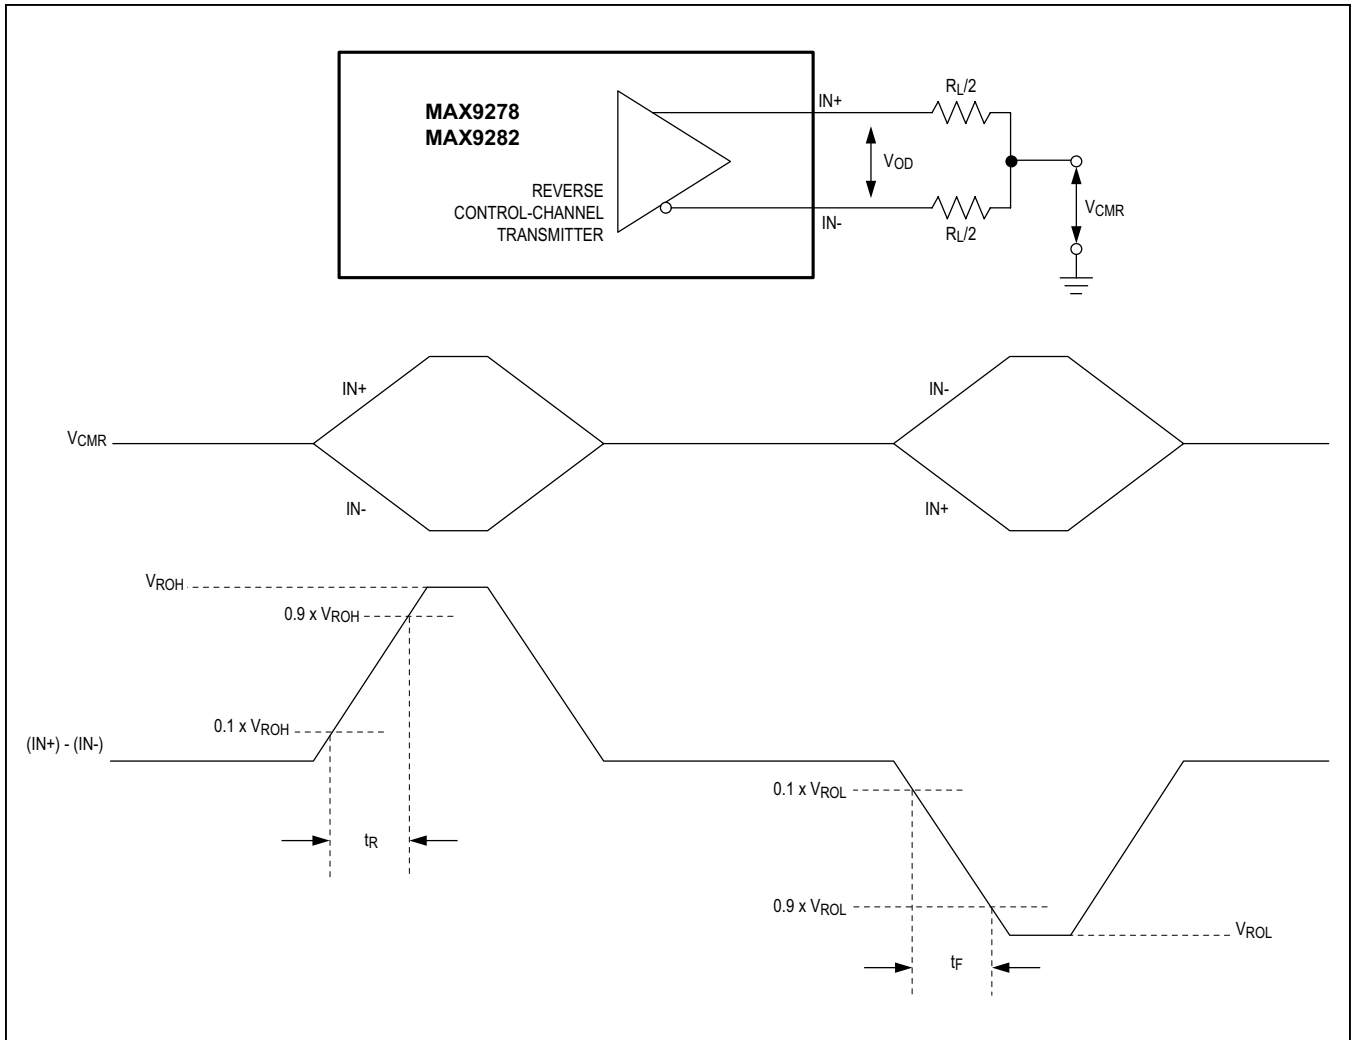 MAX9278
MAX9282
REVERSE
CONTROL-CHANNEL
TRANSMITTER
IN+
IN-
VOD
RL/2
RL/2
VCMR
VCMR
IN+
IN-
IN-
IN+
VROH
0.9 x VROH
0.1 x VROH
(IN+) - (IN-)
tR
0.1 x VROL
0.9 x VROL
VROL
tF